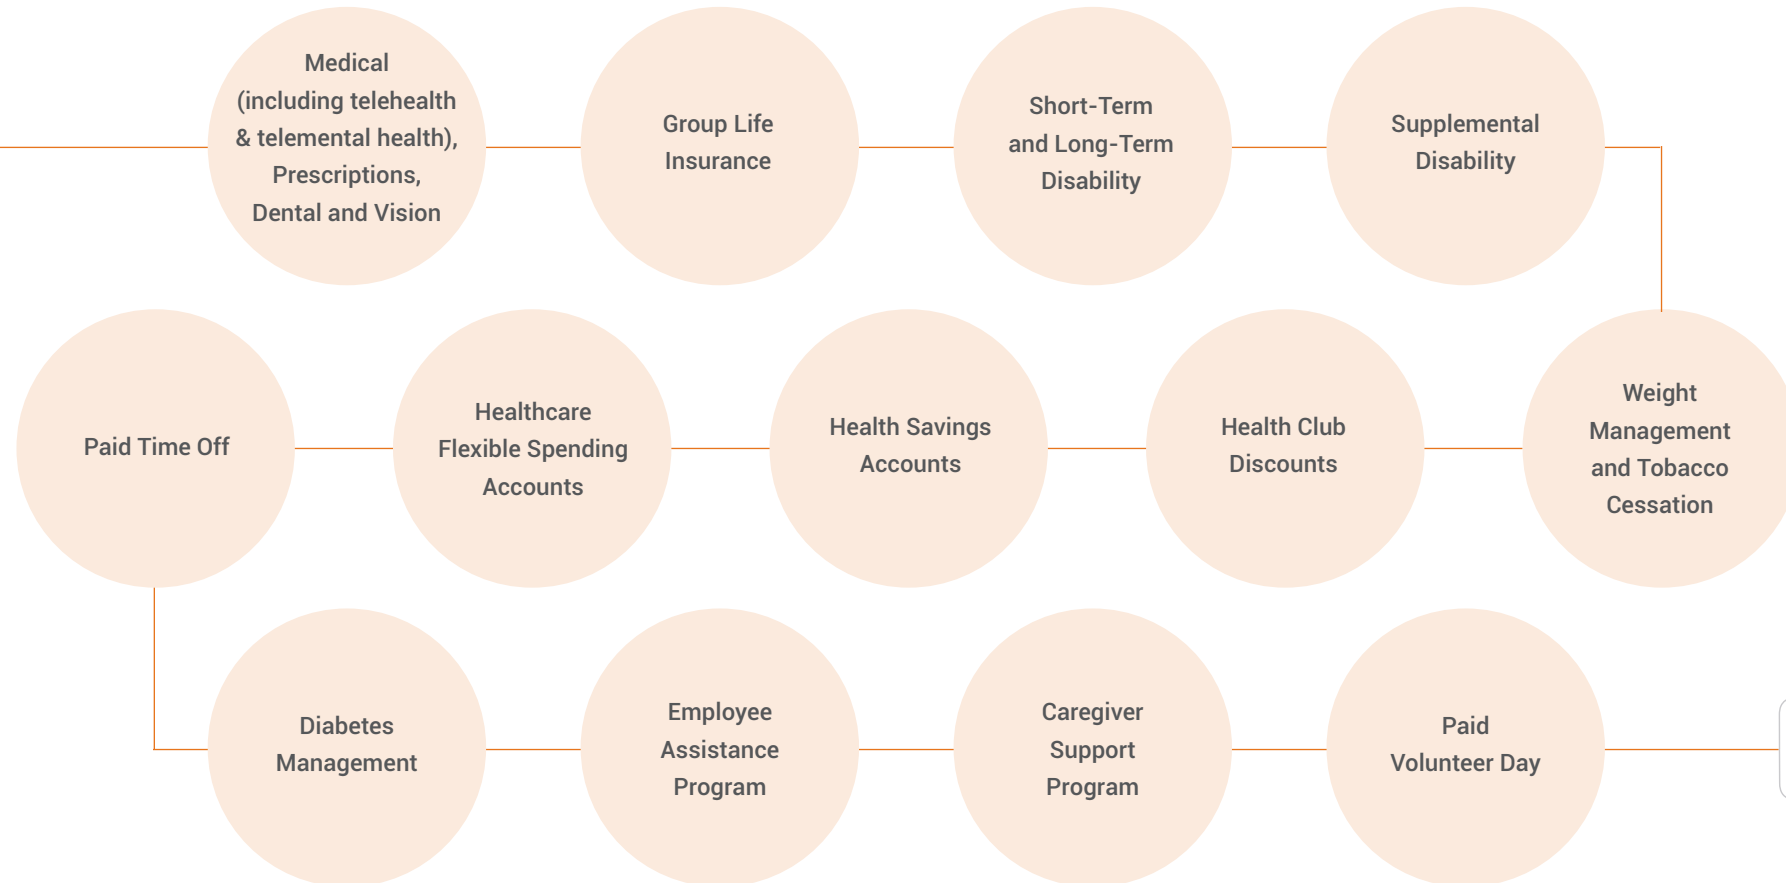 Medical
(including telehealth
& telemental health),
Prescriptions,
Dental and Vision
Group Life
Insurance
Short-Term
and Long-Term
Disability
Supplemental
Disability
Paid Time Off
Healthcare
Flexible Spending
Accounts
Health Savings
Accounts
Health Club
Discounts
Weight
Management
and Tobacco
Cessation
Diabetes
Management
Employee
Assistance
Program
Caregiver
Support
Program
Paid
Volunteer Day